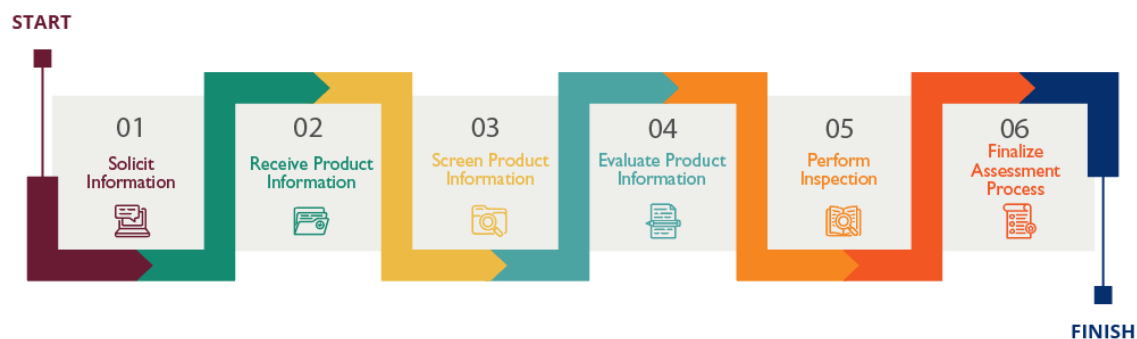 START
01
Solicit
Information
02
Receive Product
Information
03
Screen Product
Information
04
Evaluate Product
Information
05
Perform
Inspection
06
Finalize
Assessment
Process
FINISH